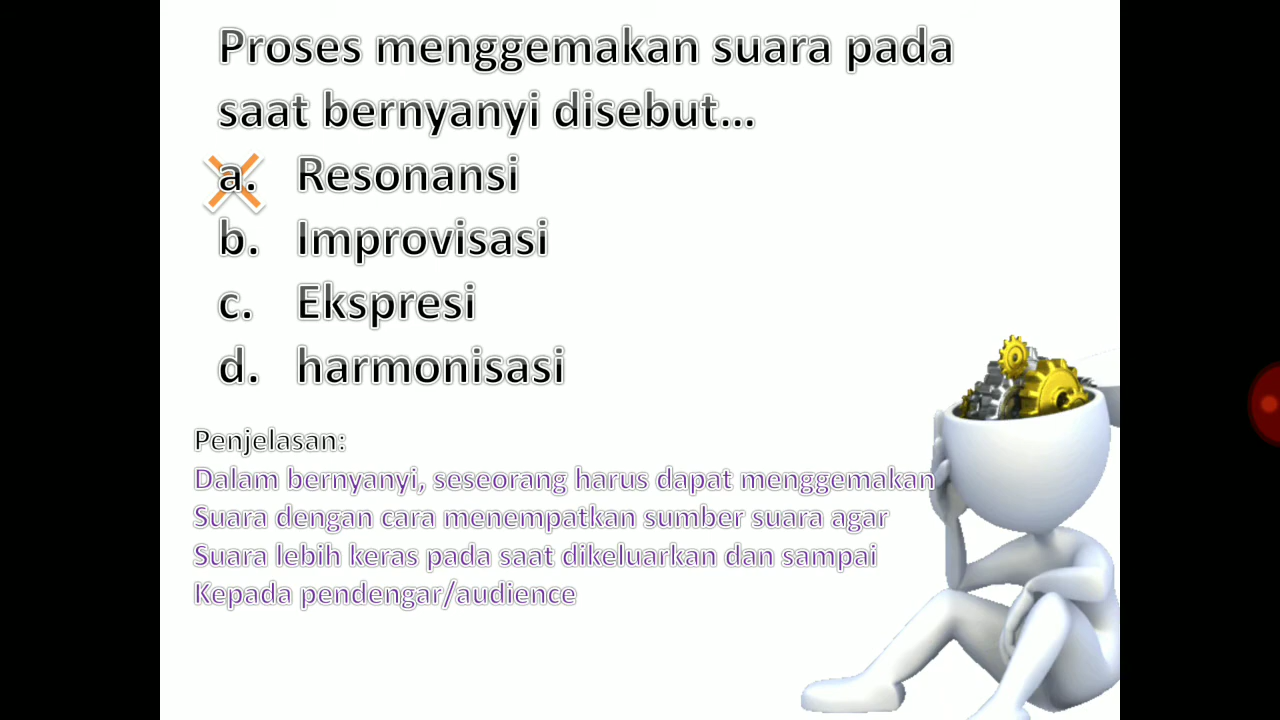 Proses menggemakan suara pada
saat bernyanyi disebut...
a. Resonansi
b. Improvisasi
c. Ekspresi
d. harmonisasi
Penjelasan:
Dalam bernyanyi, seseorang harus dapat menggemakan
Suara dengan cara menempatkan sumber suara agar
Suara lebih keras pada saat dikeluarkan dan sampai
Kepada pendengar/audience